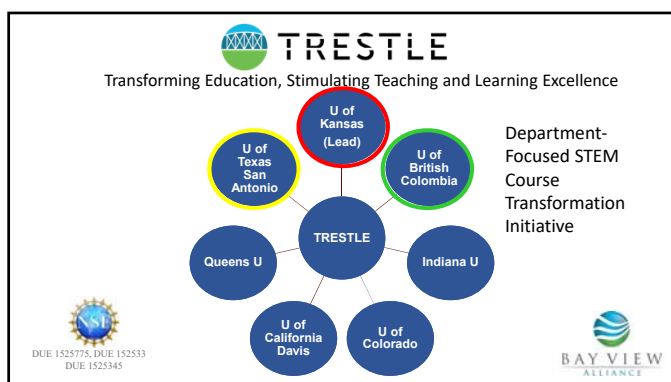 TRESTLE
Transforming Education, Stimulating Teaching and Learning Excellence
U of
Kansas
(Lead)
U of
Texas
San
Antonio
U of
British
Colombia
Department-
Focused STEM
Course
Transformation
Initiative
TRESTLE
Queens U
Indiana U
U of
California
Davis
U of
Colorado
NSF
DUE 1525775, DUE 152533
DUE 1525345
BAY VIEW
ALLIANCE